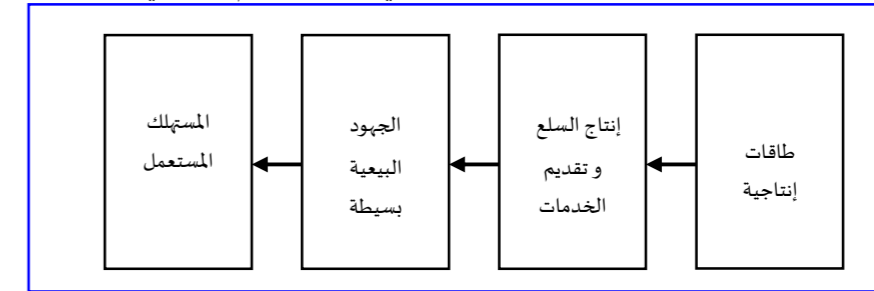 طاقات
إنتاجية
إنتاج السلع
و تقديم
الخدمات
الجهود
البيعية
بسيطة
المستهلك
المستعمل